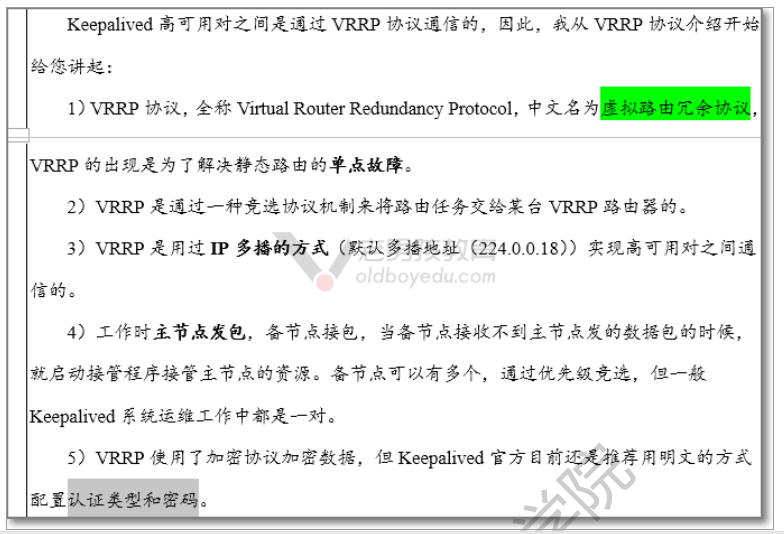 Keepalived 高可用对之间是通过 VRRP 协议通信的，因此，我从 VRRP 协议介绍开始
给您讲起：
1）VRRP 协议，全称 Virtual Router Redundancy Protocol，中文名为虚拟路由冗余协议，
VRRP 的出现是为了解决静态路由的单点故障。
2）VRRP 是通过一种竞选协议机制来将路由任务交给某台 VRRP 路由器的。
3）VRRP 是用过 IP 多播的方式（默认多播地址（224.0.0.18））实现高可用对之间通
信的。
oldboyedu.com
4）工作时主节点发包，备节点接包，当备节点接收不到主节点发的数据包的时候，
就启动接管程序接管主节点的资源。备节点可以有多个，通过优先级竞选，但一般
Keepalived 系统运维工作中都是一对。
5）VRRP 使用了加密协议加密数据，但 Keepalived 官方目前还是推荐用明文的方式
配置认证类型和密码。
学院